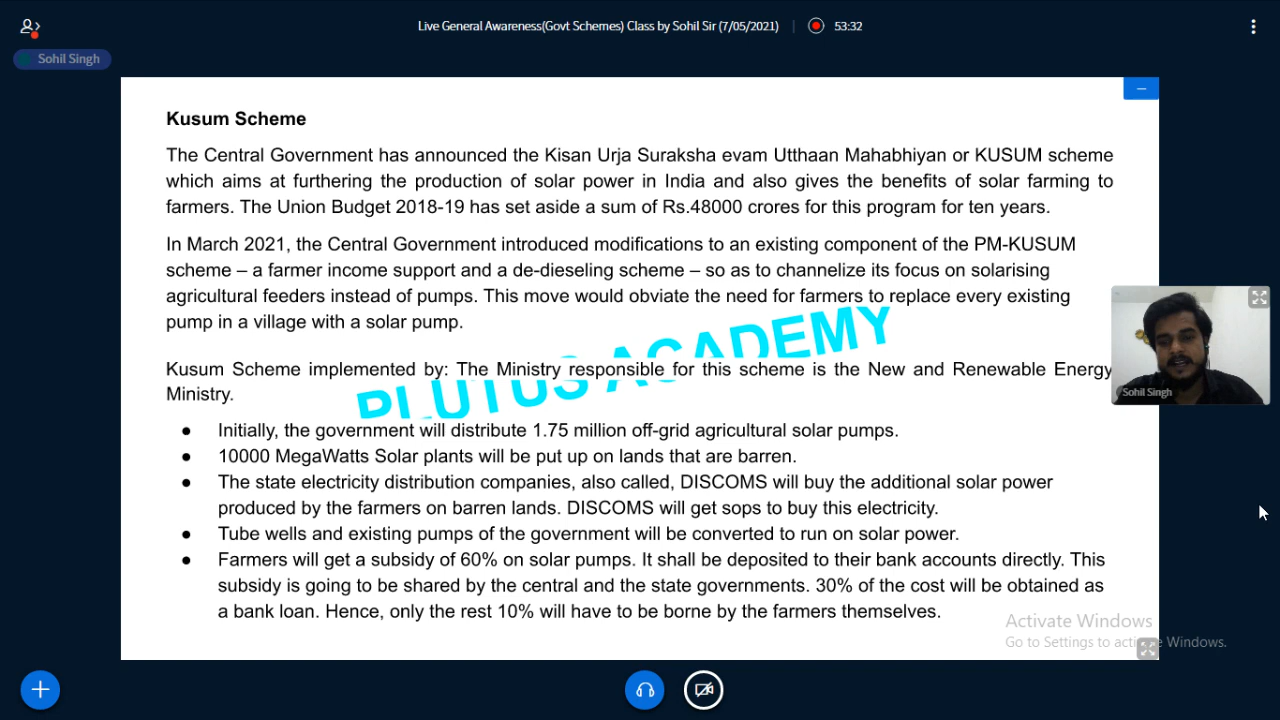 Live General Awareness(Govt Schemes) Class by Sohil Sir (7/05/2021)
53:32
Sohil Singh
Kusum Scheme
The Central Government has announced the Kisan Urja Suraksha evam Utthaan Mahabhiyan or KUSUM scheme
which aims at furthering the production of solar power in India and also gives the benefits of solar farming to
farmers. The Union Budget 2018-19 has set aside a sum of Rs.48000 crores for this program for ten years.
In March 2021, the Central Government introduced modifications to an existing component of the PM-KUSUM
scheme – a farmer income support and a de-dieseling scheme – so as to channelize its focus on solarising
agricultural feeders instead of pumps. This move would obviate the need for farmers to replace every existing
pump in a village with a solar pump.
PLUTUS ACADEMY
Kusum Scheme implemented by: The Ministry responsible for this scheme is the New and Renewable Energy
Ministry.
Sohil Singh
● Initially, the government will distribute 1.75 million off-grid agricultural solar pumps.
● 10000 MegaWatts Solar plants will be put up on lands that are barren.
● The state electricity distribution companies, also called, DISCOMS will buy the additional solar power
produced by the farmers on barren lands. DISCOMS will get sops to buy this electricity.
● Tube wells and existing pumps of the government will be converted to run on solar power.
● Farmers will get a subsidy of 60% on solar pumps. It shall be deposited to their bank accounts directly. This
subsidy is going to be shared by the central and the state governments. 30% of the cost will be obtained as
a bank loan. Hence, only the rest 10% will have to be borne by the farmers themselves.
Activate Windows
Go to Settings to activate Windows.